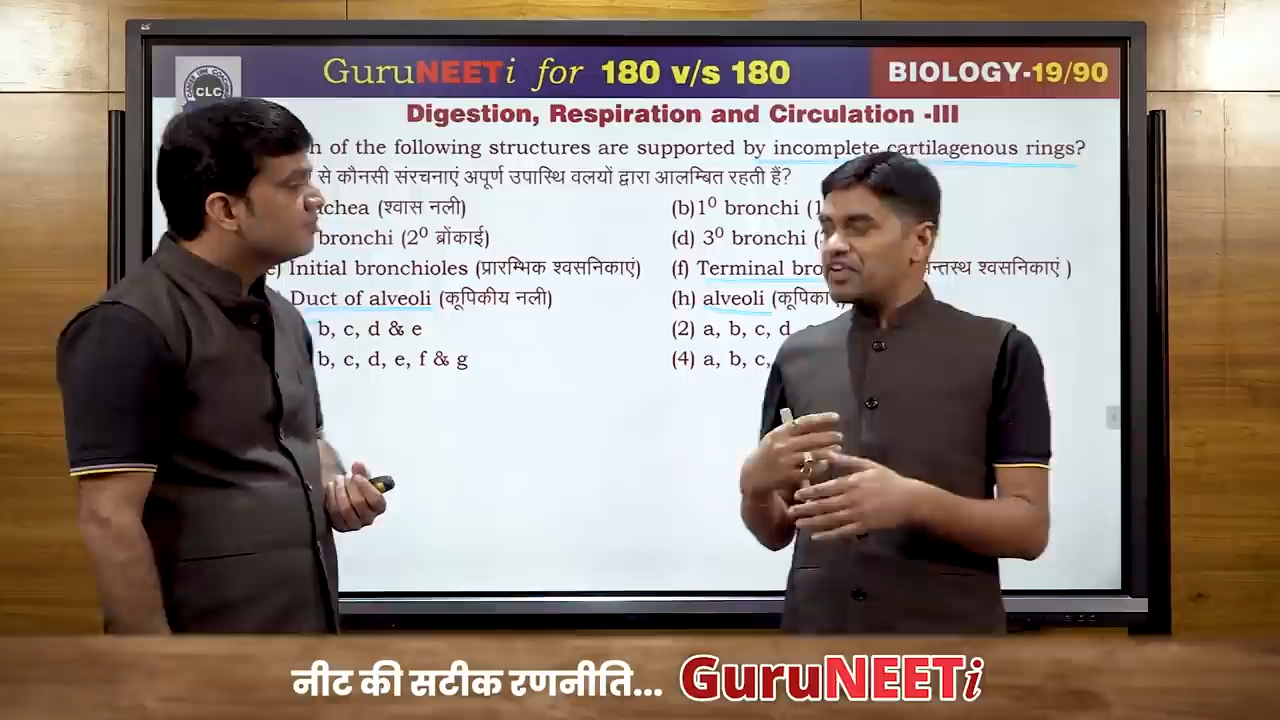 GuruNEETi for 180 v/s 180
BIOLOGY-19/90
CLC
Digestion, Respiration and Circulation -III
of the following structures are supported by incomplete cartilagenous rings?
से कौनसी संरचनाएं अपूर्ण उपास्थि वलयों द्वारा आलम्बित रहती हैं?
(श्वास नली)
(b)1⁰ bronchi
bronchi (2⁰ ब्रोंकाई)
(d) 3⁰ bronchi
Initial bronchioles (प्रारम्भिक श्वसनिकाएं)
(f) Terminal
श्वसनिकाएं )
Duct of alveoli (कूपिकीय नली)
(h) alveoli
b, c, d & e
(2) a, b, c, d
b, c, d, e, f & g
(4) a, b, c,
नीट की सटीक रणनीति... GuruNEETi